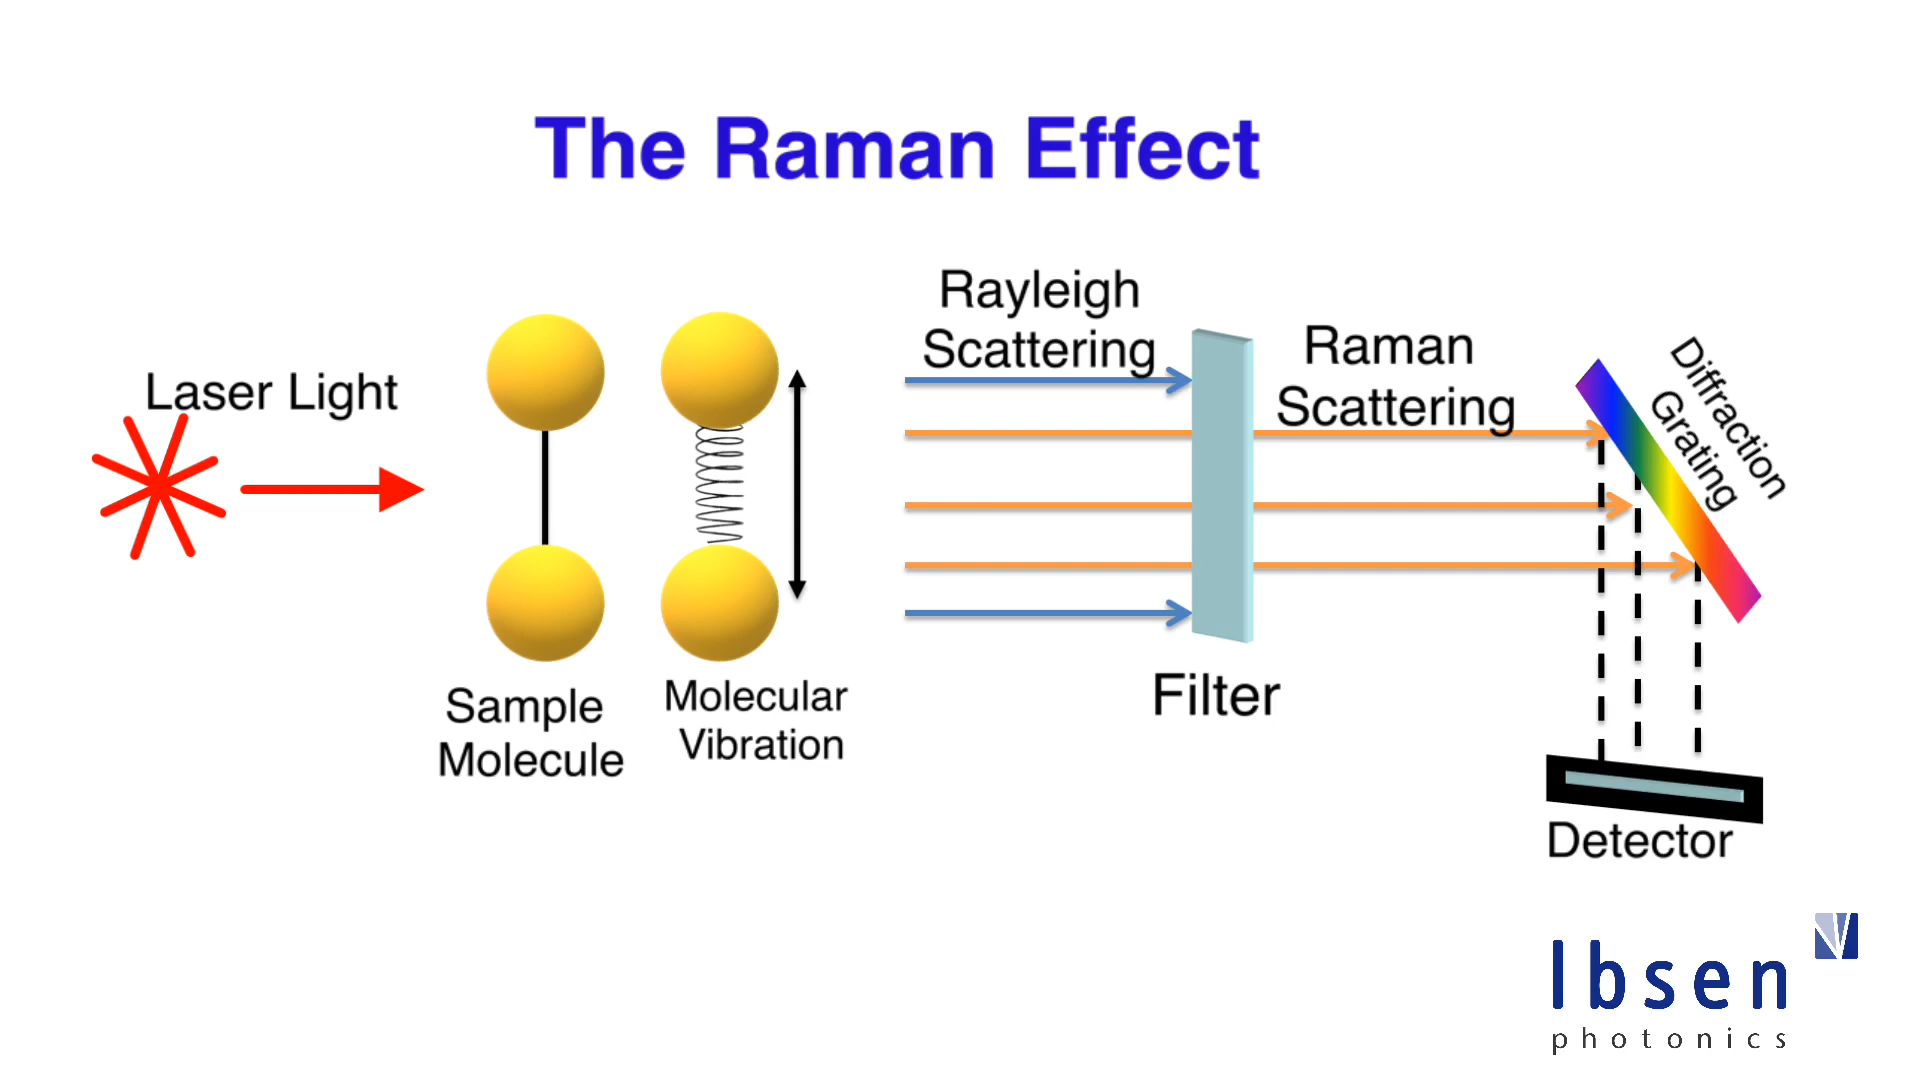 The Raman Effect
Laser Light
Sample
Molecule
Molecular
Vibration
Rayleigh
Scattering
Filter
Raman
Scattering
Diffraction
Grating
Detector
Ibsen
photonics